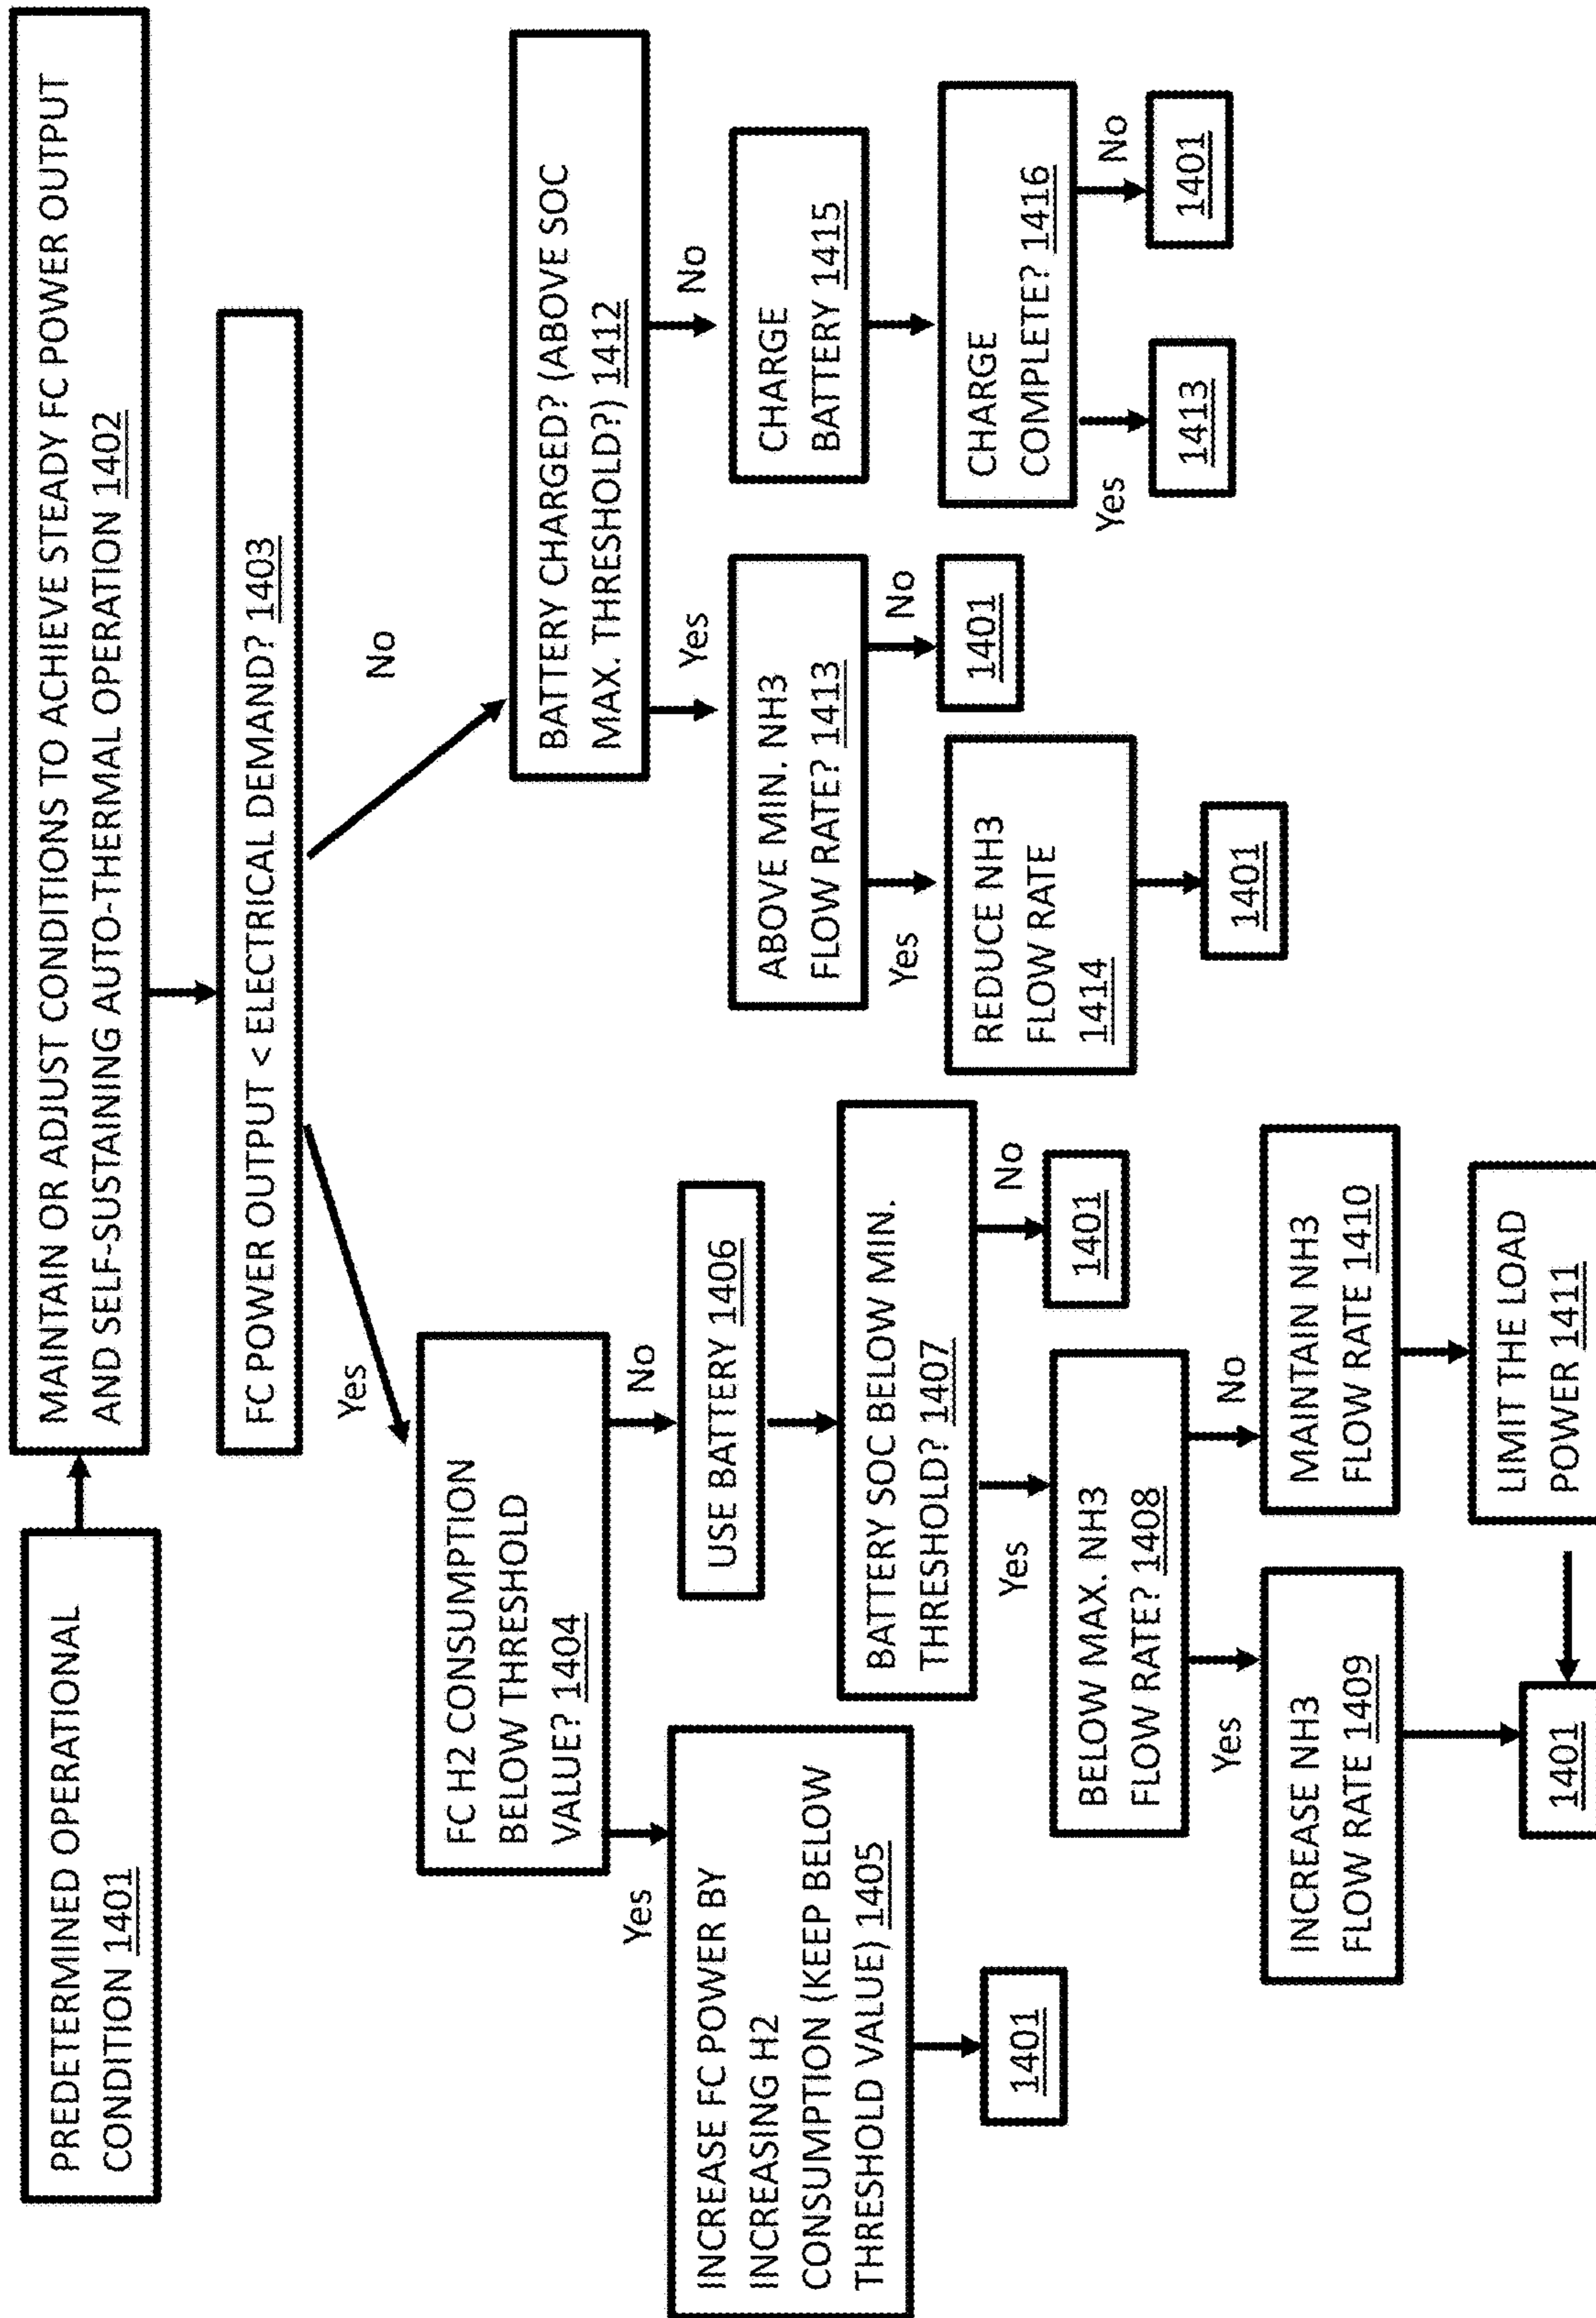 PREDETERMINED OPERATIONAL
CONDITION 1401
MAINTAIN OR ADJUST CONDITIONS TO ACHIEVE STEADY FC POWER OUTPUT
AND SELF-SUSTAINING AUTO-THERMAL OPERATION 1402
FC POWER OUTPUT < ELECTRICAL DEMAND? 1403
Yes
No
FC H2 CONSUMPTION
BELOW THRESHOLD
VALUE? 1404
Yes
No
INCREASE FC POWER BY
INCREASING H2
CONSUMPTION (KEEP BELOW
THRESHOLD VALUE) 1405
1401
USE BATTERY 1406
BATTERY SOC BELOW MIN.
THRESHOLD? 1407
Yes
No
1401
BELOW MAX. NH3
FLOW RATE? 1408
Yes
No
INCREASE NH3
FLOW RATE 1409
1401
MAINTAIN NH3
FLOW RATE 1410
LIMIT THE LOAD
POWER 1411
BATTERY CHARGED? (ABOVE SOC
MAX. THRESHOLD?) 1412
Yes
No
ABOVE MIN. NH3
FLOW RATE? 1413
Yes
No
REDUCE NH3
FLOW RATE
1414
1401
1401
CHARGE
BATTERY 1415
CHARGE
COMPLETE? 1416
Yes
No
1413
1401